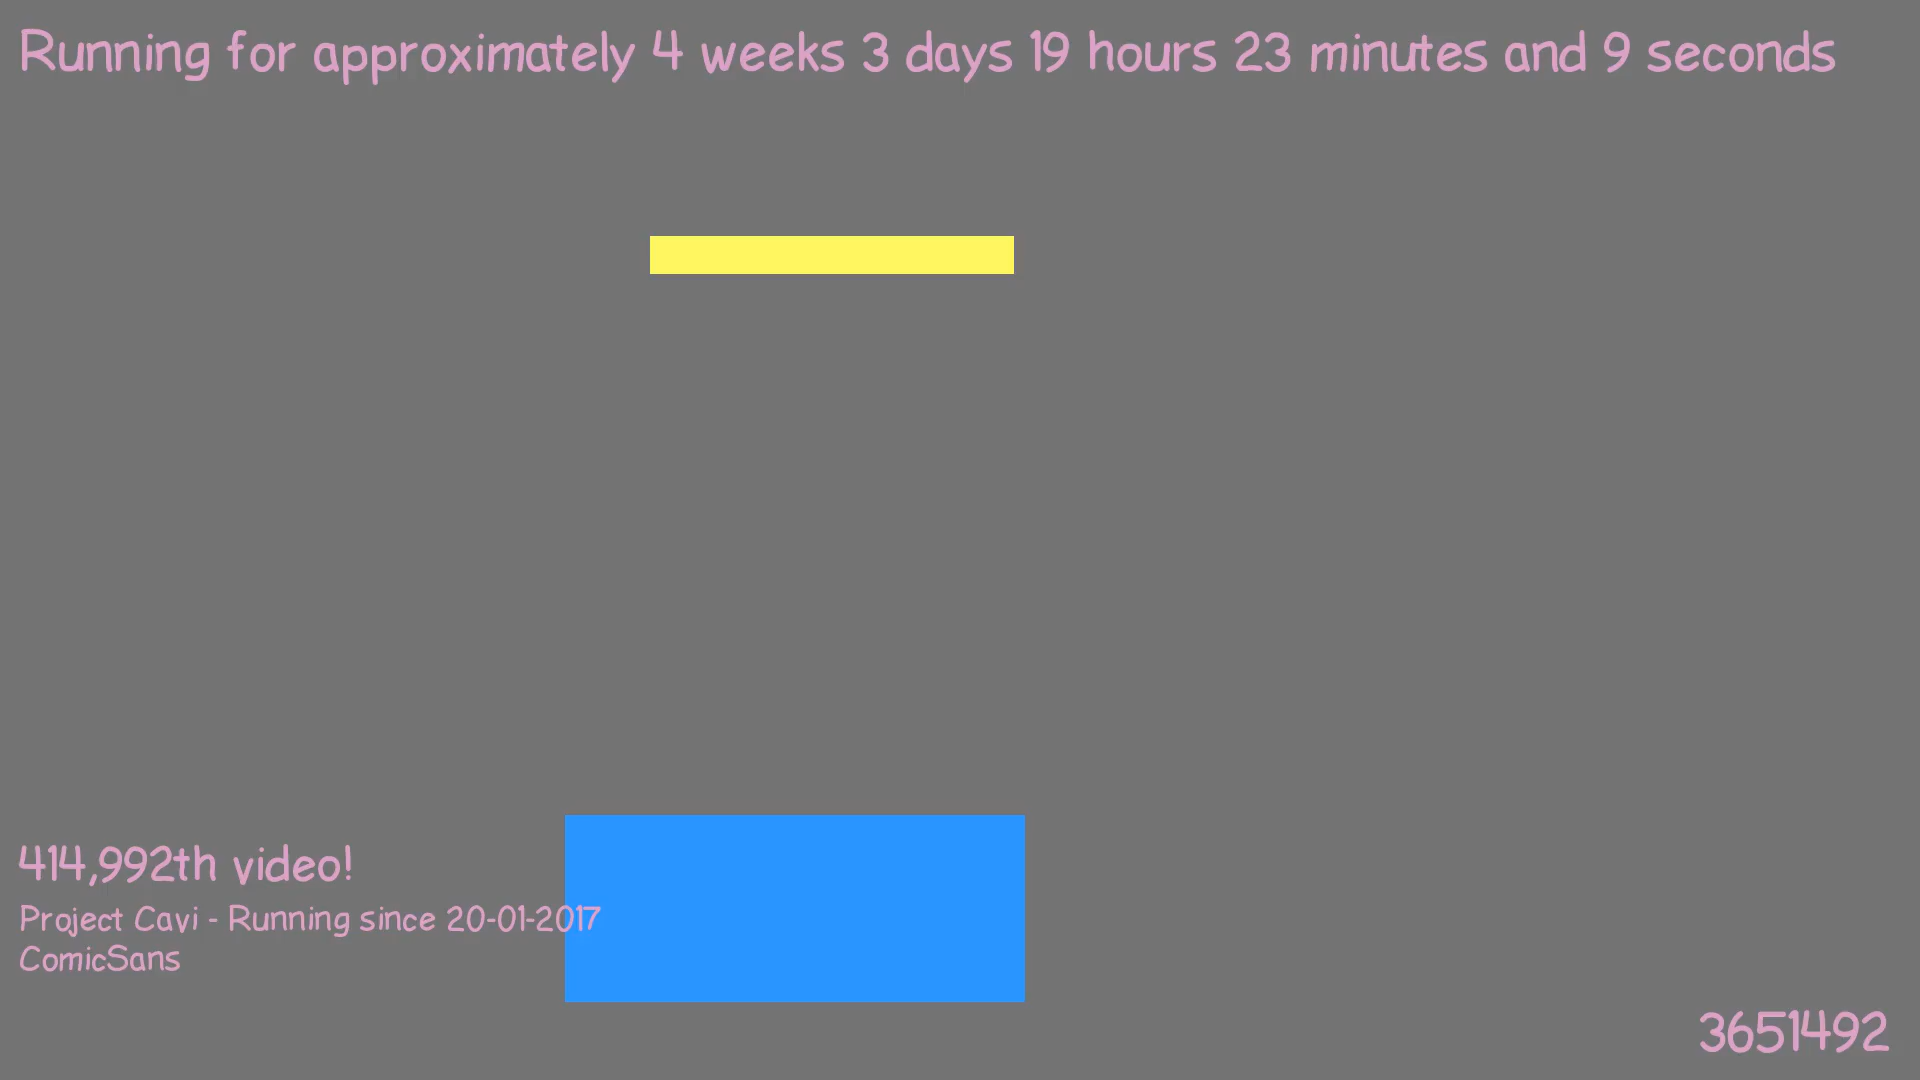 Running for approximately 4 weeks 3 days 19 hours 23 minutes and 9 seconds
414,992th video!
Project Cavi - Running since 20-01-2017
ComicSans
3651492